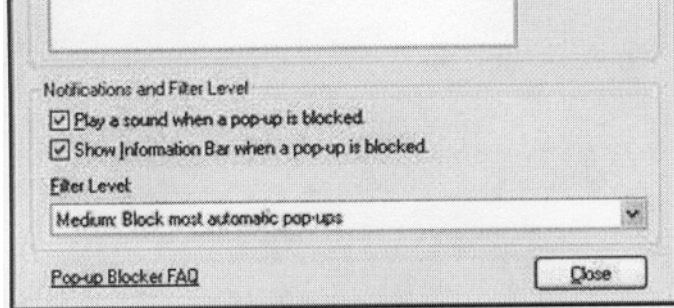 Notifications and Filter Level
Play a sound when a pop-up is blocked.
Show Information Bar when a pop-up is blocked.
Filter Level:
Medium: Block most automatic pop-ups
Pop-up Blocker FAQ
Close